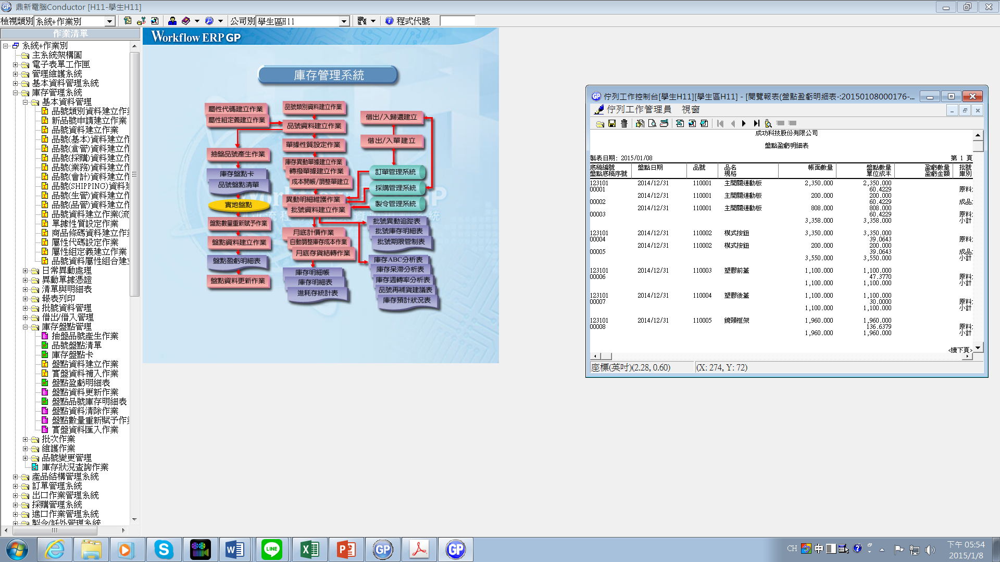 鼎新電腦Conductor [H11-學生H11]
檢視類別 系統+作業別 公司別 學生區H11 程式代號
作業清單
系統+作業別
主系統架構圖
電子表單工作匣
管理維護系統
基本資料管理系統
庫存管理系統
基本資料管理
品號類別資料建立作
新品號申請建立作業
品號資料建立作業
品號(基本)資料建立作
品號(倉管)資料建立作
品號(採購)資料建立作
品號(業務)資料建立作
品號(會計)資料建立作
品號(SHIPPING)資料
品號(生管)資料建立作
品號(品管)資料建立作
品號資料建立作業(流
單據性質設定作業
商品條碼資料建立作
屬性代碼設定作業
屬性組定義建立作業
品號資料屬性組合建
日常異動處理
異動單據憑證
清單與明細表
報表列印
批號資料管理
借出/借入管理
庫存盤點管理
抽盤品號產生作業
品號盤點清單
庫存盤點卡
盤點資料建立作業
實盤資料補入作業
盤點盈虧明細表
盤點資料更新作業
盤點品號庫存明細表
盤點資料清除作業
盤點數量重新賦予作
實盤資料匯入作業
批次作業
維護作業
品號變更管理
庫存狀況查詢作業
產品結構管理系統
訂單管理系統
出口作業管理系統
採購管理系統
進口作業管理系統
製令/託外管理系統
Workflow ERP GP
庫存管理系統
屬性代碼建立作業
屬性組定義建立作業
抽盤品號產生作業
庫存盤點卡
品號盤點清單
實地盤點
盤點數量重新賦予作業
盤點資料建立作業
盤點盈虧明細表
盤點資料更新作業
品號類別資料建立作業
品號資料建立作業
單據性質設定作業
庫存異動單據建立作業
轉撥單據建立作業
成本開帳/調整單建立
異動明細維護作業
批號資料建立作業
月底計價作業
自動調整庫存成本作業
月底存貨結轉作業
庫存明細帳
庫存明細表
進耗存統計表
借出/入歸還建立
借出/入單建立
訂單管理系統
採購管理系統
製令管理系統
批號異動追蹤表
批號庫存明細表
批號期限管制表
庫存ABC分析表
庫存呆滯分析表
庫存週轉率分析表
品號再補貨建議表
庫存預計狀況表
佇列工作控制台[學生H11][學生區H11] - [閱覽報表(盤點盈虧明細表-:20150108000176-...
佇列工作管理員 視窗
成功科技股份有限公司
盤點盈虧明細表
製表日期: 2015/01/08 第 1 頁
底稿編號 盤點日期 品號 品名 帳面數量 盤點數量 盈虧數量 批號
盤點底稿序號 規格 單位成本 盈虧金額 庫別
123101 2014/12/31 110001 主開關連動板 2,350.000 2,350.000
00001 60.4229 原料
2014/12/31 110001 主開關連動板 200.000 200.000
00002 60.4229 成品
2014/12/31 110001 主開關連動板 808.000 808.000
00003 60.4229 原料
3,358.000 3,358.000 小計
123101 2014/12/31 110002 模式按鈕 3,350.000 3,350.000
00004 39.0643 原料
2014/12/31 110002 模式按鈕 200.000 200.000
00005 39.0643 成品
3,550.000 3,550.000 小計
123101 2014/12/31 110003 塑膠前蓋 1,100.000 1,100.000
00006 47.3770 原料
1,100.000 1,100.000 小計
123101 2014/12/31 110004 塑膠後蓋 1,100.000 1,100.000
00007 30.0000 原料
1,100.000 1,100.000 小計
123101 2014/12/31 110005 鏡頭框架 1,960.000 1,960.000
00008 136.6379 原料
1,960.000 1,960.000 小計
<續下頁>
座標(英吋)(2.28, 0.60) (X: 274, Y: 72)
CH 中 下午 05:54
2015/1/8